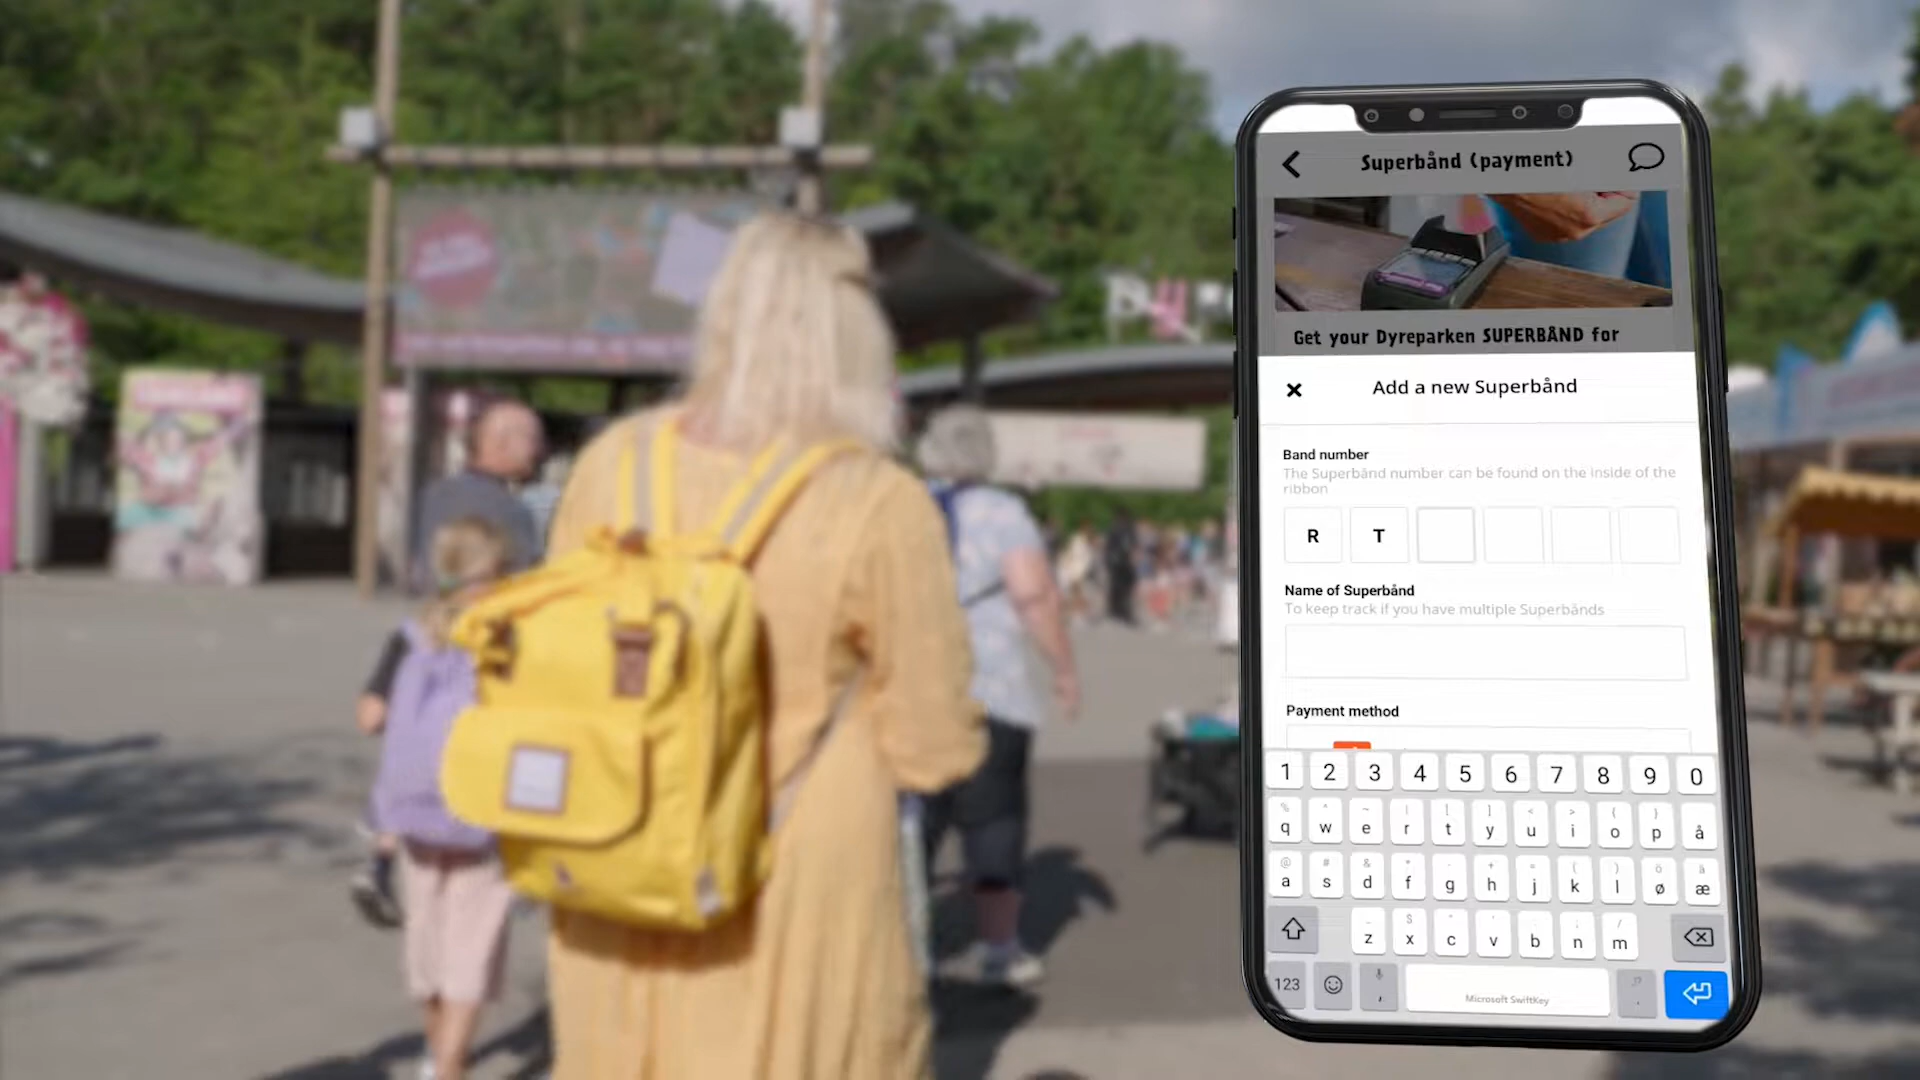 Superbånd (payment)
Get your Dyreparken SUPERBÅND for
Add a new Superbånd
Band number
The Superbånd number can be found on the inside of the
ribbon
R T
Name of Superbånd
To keep track if you have multiple Superbånds
Payment method
1 2 3 4 5 6 7 8 9 0
q w e r t y u i o p å
a s d f g h j k l ø æ
z x c v b n m
123 , Microsoft SwiftKey .